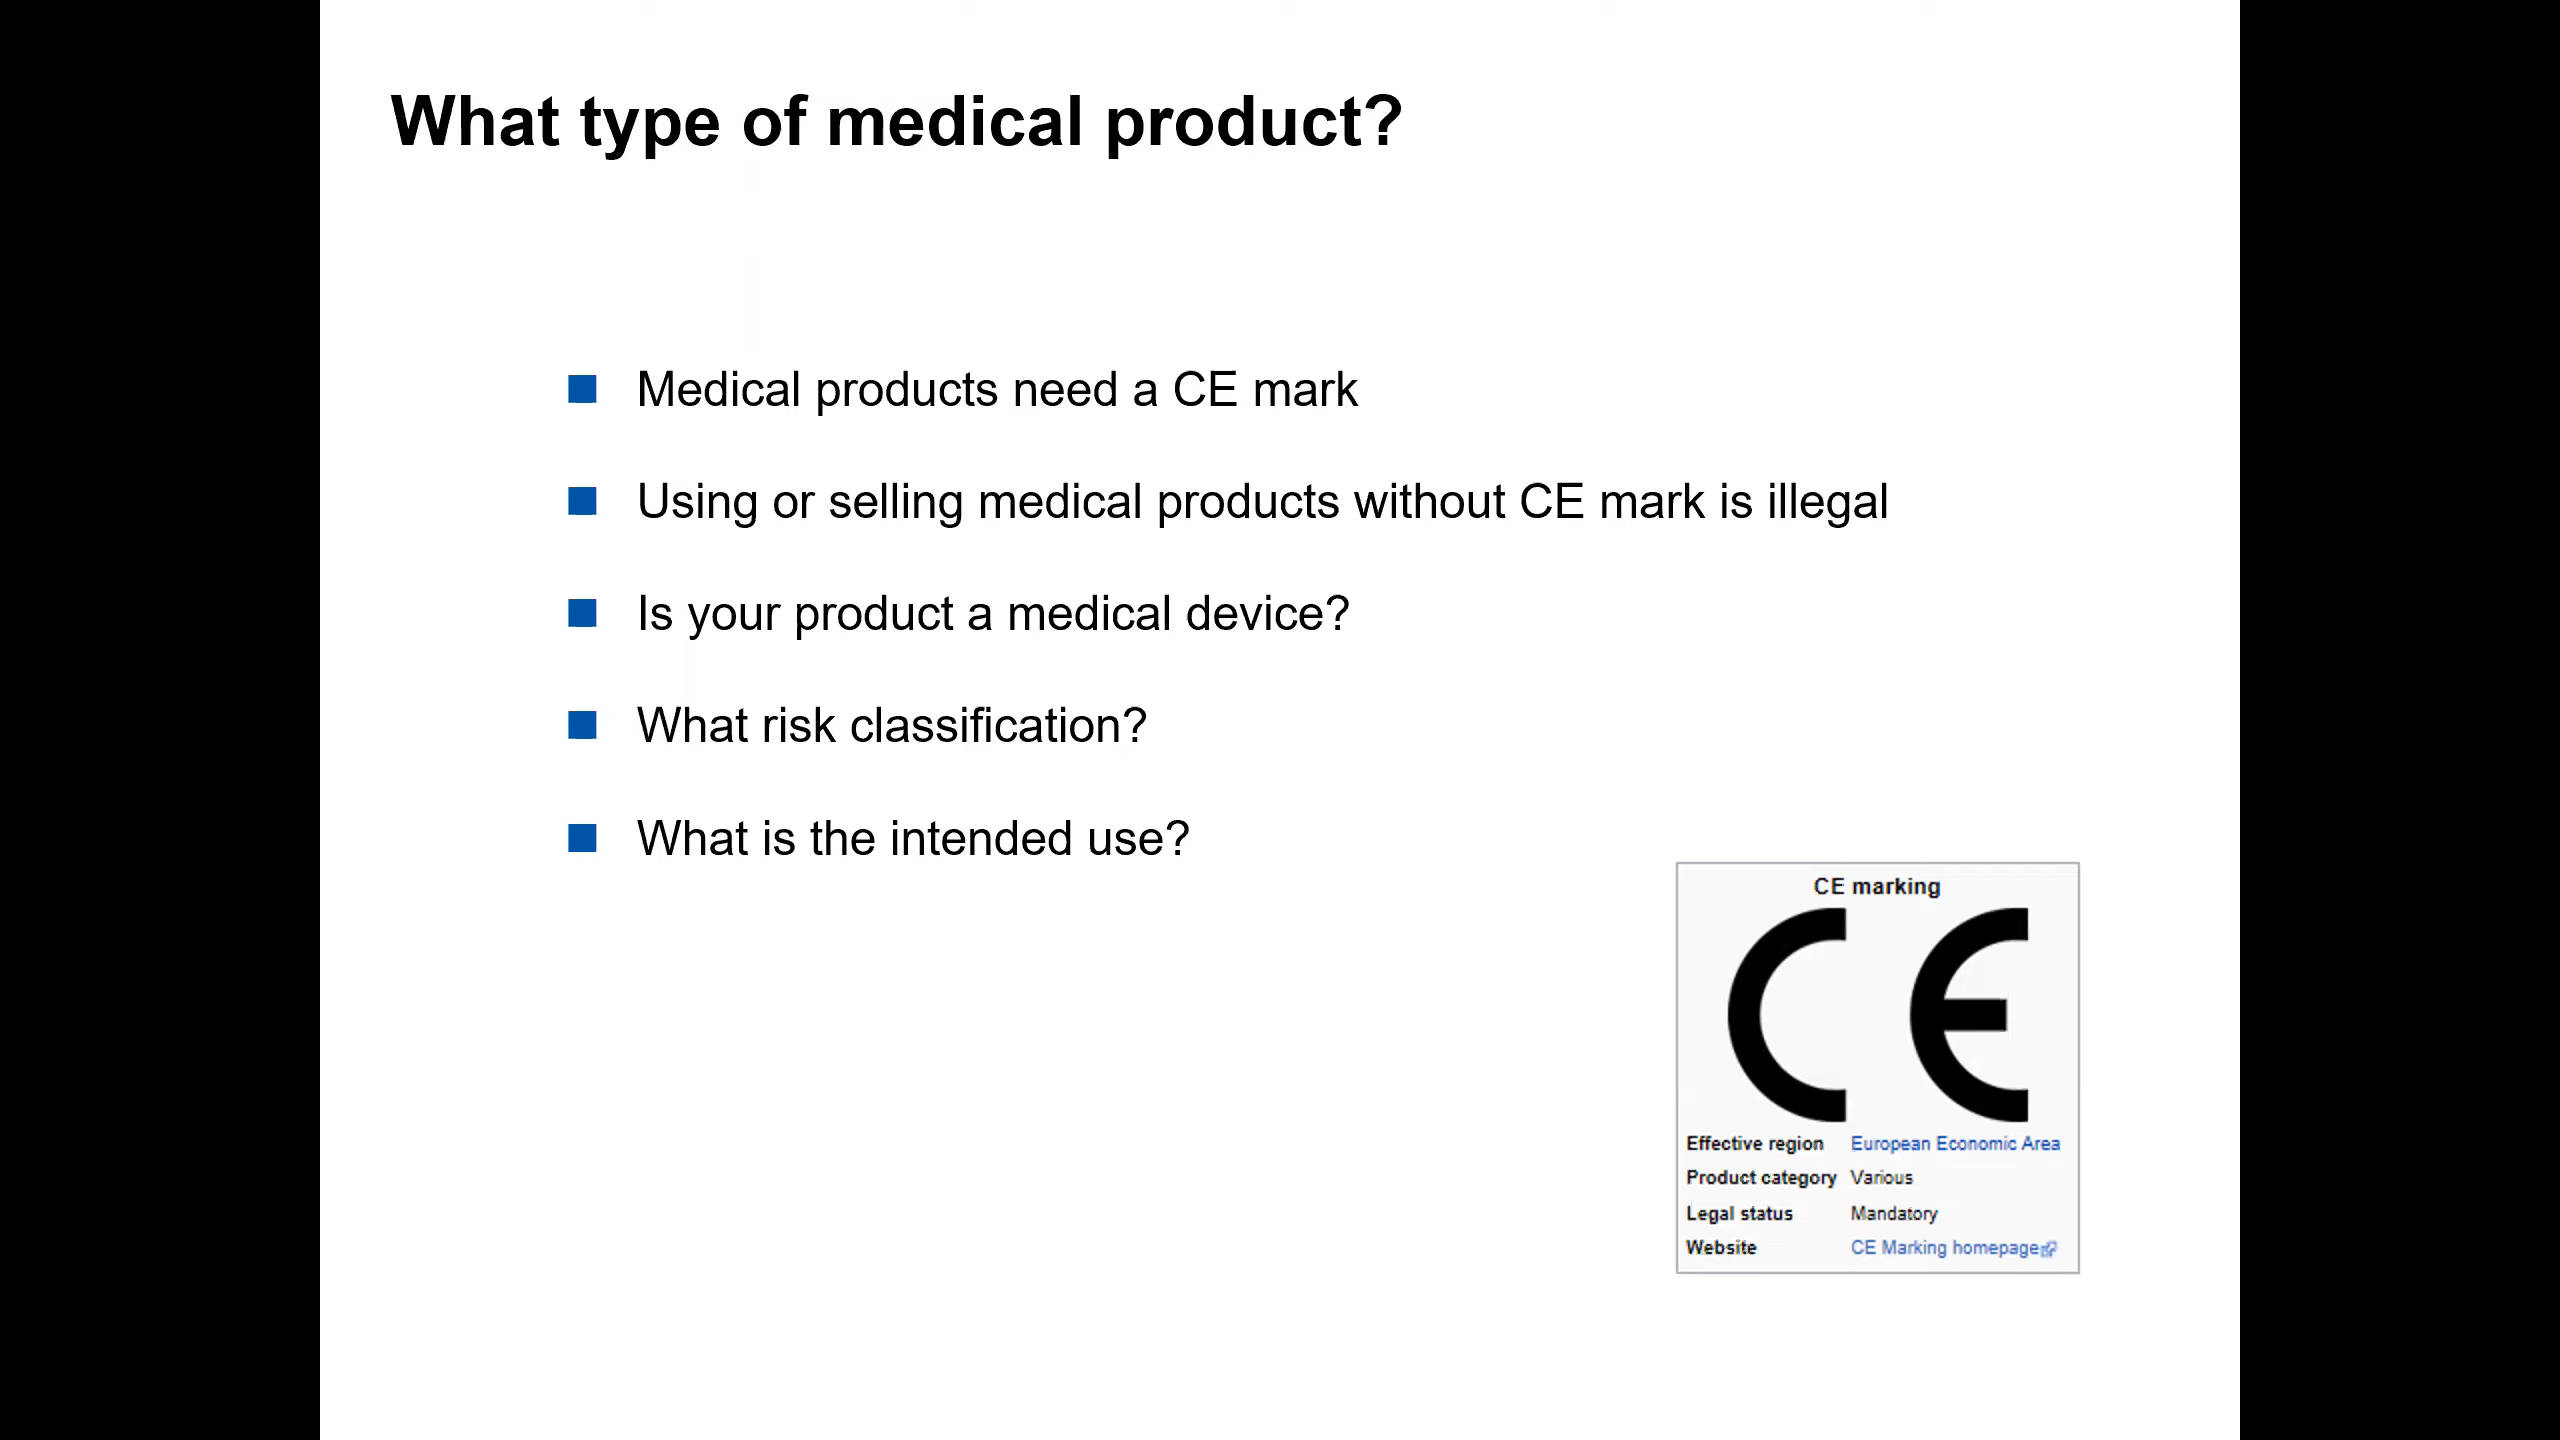 What type of medical product?
Medical products need a CE mark
Using or selling medical products without CE mark is illegal
Is your product a medical device?
What risk classification?
What is the intended use?
CE marking
CE
Effective region European Economic Area
Product category Various
Legal status Mandatory
Website CE Marking homepage